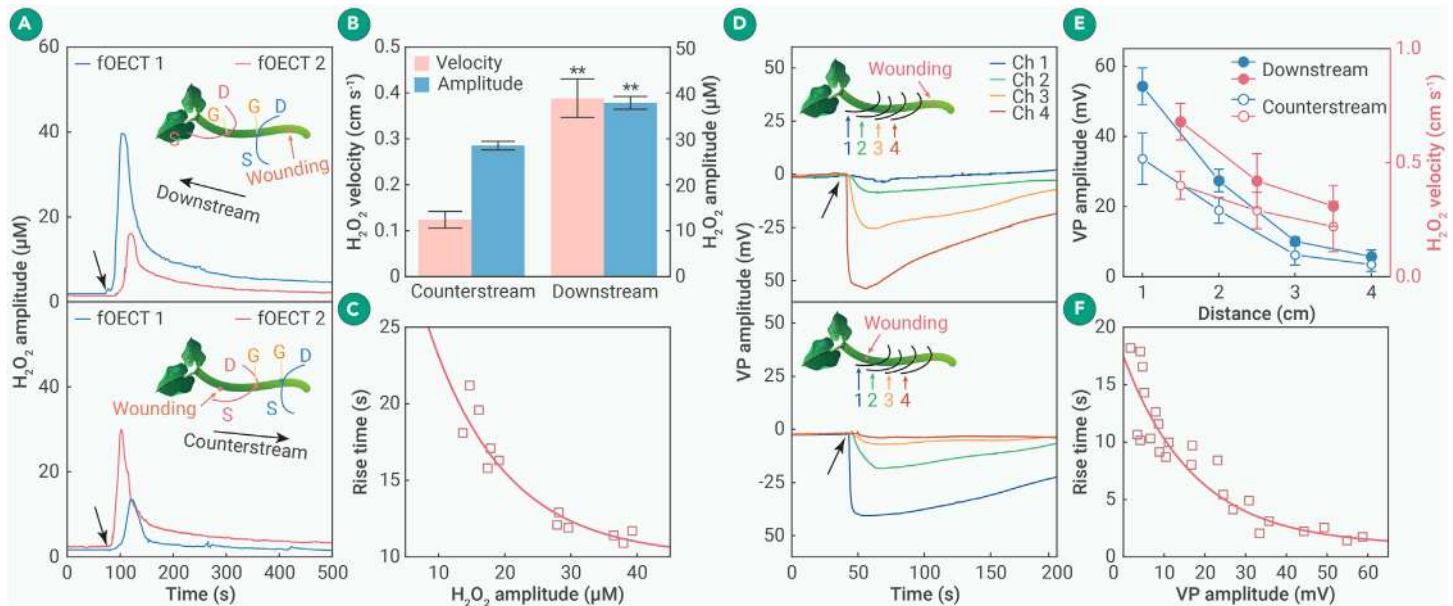 A
60
40
20
0
fOECT 1
fOECT 2
D
G
G
D
S
S
Wounding
Downstream
60
40
20
0
fOECT 1
fOECT 2
D
G
G
D
Wounding
S
S
Counterstream
0
100
200
300
400
500
Time (s)
H₂O₂ amplitude (μM)
B
0.5
0.4
0.3
0.2
0.1
0
H₂O₂ velocity (cm s⁻¹)
Velocity
Amplitude
**
**
50
40
30
20
10
0
H₂O₂ amplitude (μM)
Counterstream
Downstream
C
25
20
15
10
Rise time (s)
10
20
30
40
H₂O₂ amplitude (μM)
D
50
25
0
-25
50
Wounding
Ch 1
Ch 2
Ch 3
Ch 4
1 2 3 4
50
25
0
-25
50
Wounding
1 2 3 4
VP amplitude (mV)
0
50
100
150
200
Time (s)
E
60
40
20
0
VP amplitude (mV)
Downstream
Counterstream
1.0
0.5
0.0
H₂O₂ velocity (cm s⁻¹)
1
2
3
4
Distance (cm)
F
20
15
10
5
0
Rise time (s)
0
10
20
30
40
50
60
VP amplitude (mV)